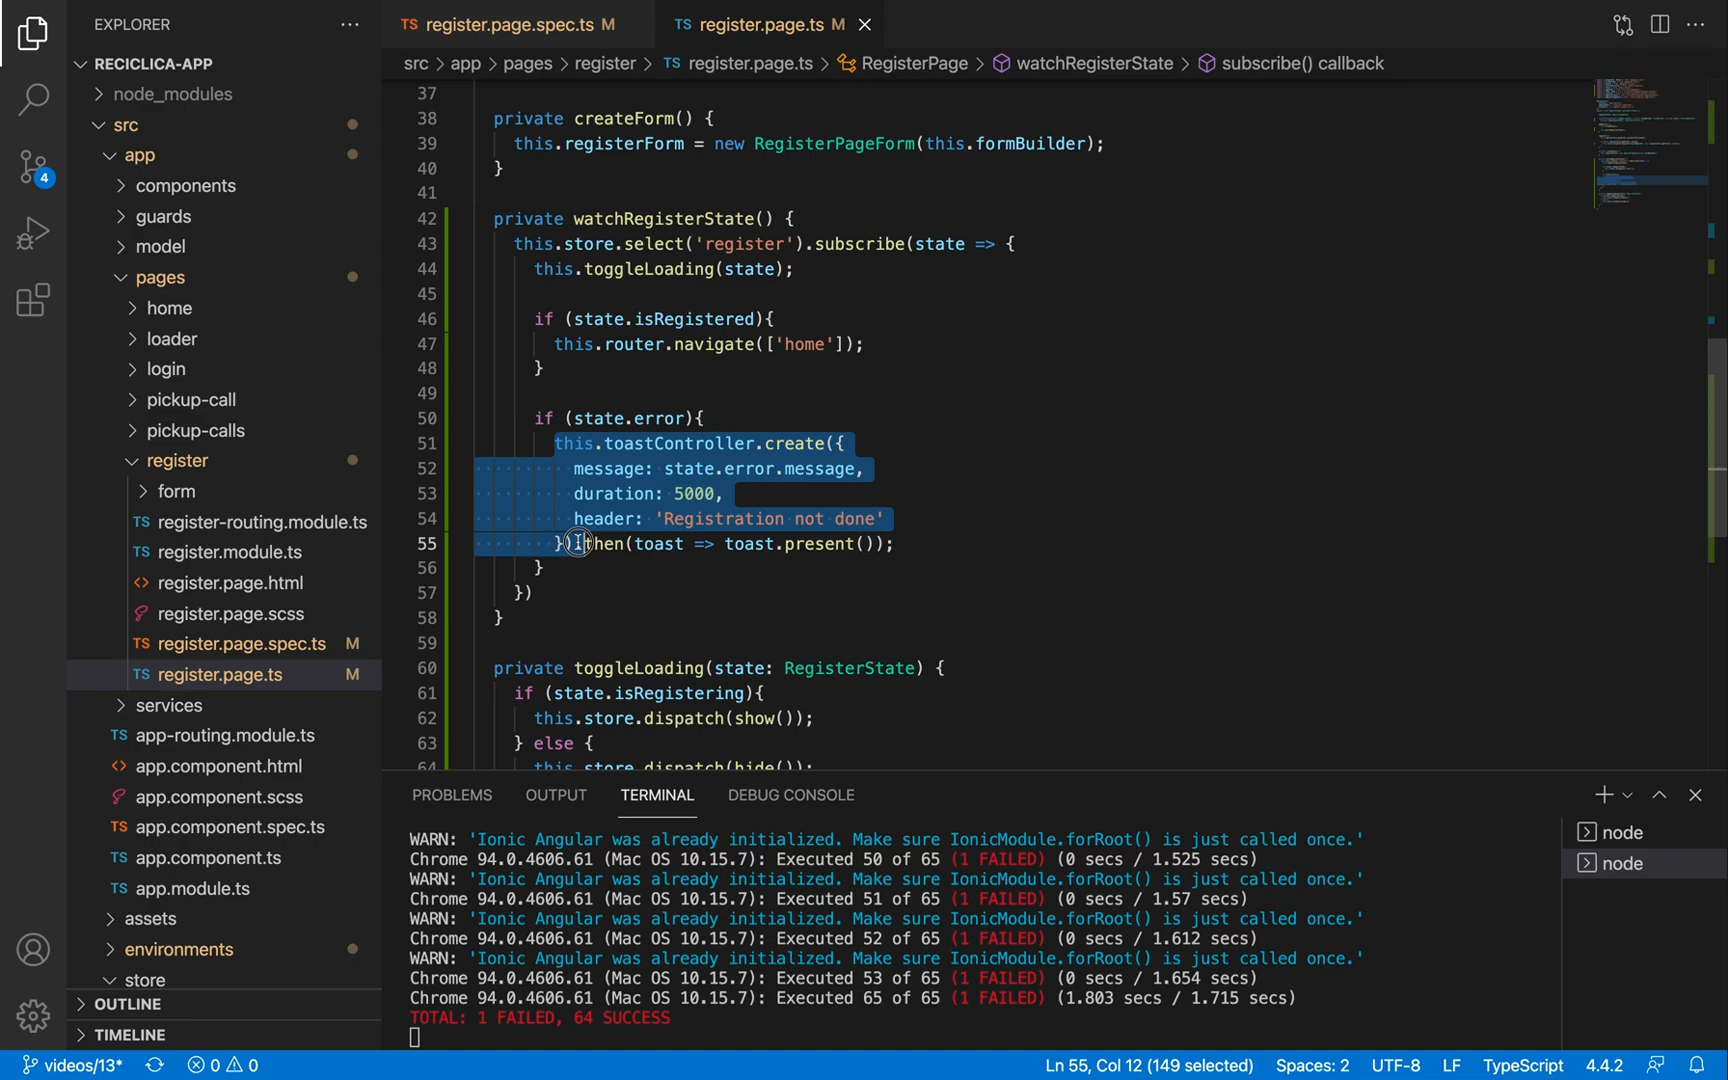 EXPLORER
RECICLICA-APP
node_modules
src
app
components
guards
model
pages
home
loader
login
pickup-call
pickup-calls
register
form
TS register-routing.module.ts
TS register.module.ts
<> register.page.html
register.page.scss
TS register.page.spec.ts M
TS register.page.ts M
services
TS app-routing.module.ts
<> app.component.html
app.component.scss
TS app.component.spec.ts
TS app.component.ts
TS app.module.ts
assets
environments
store
OUTLINE
TIMELINE
4
TS register.page.spec.ts M
TS register.page.ts M
src > app > pages > register > TS register.page.ts > RegisterPage > watchRegisterState > subscribe() callback
37
38 private createForm() {
39 this.registerForm = new RegisterPageForm(this.formBuilder);
40 }
41
42 private watchRegisterState() {
43 this.store.select('register').subscribe(state => {
44 this.toggleLoading(state);
45
46 if (state.isRegistered){
47 this.router.navigate(['home']);
48 }
49
50 if (state.error){
51 this.toastController.create({
52 message: state.error.message,
53 duration: 5000,
54 header: 'Registration not done'
55 }).then(toast => toast.present());
56 }
57 })
58 }
59
60 private toggleLoading(state: RegisterState) {
61 if (state.isRegistering){
62 this.store.dispatch(show());
63 } else {
64 this.store.dispatch(hide());
PROBLEMS OUTPUT TERMINAL DEBUG CONSOLE
WARN: 'Ionic Angular was already initialized. Make sure IonicModule.forRoot() is just called once.'
Chrome 94.0.4606.61 (Mac OS 10.15.7): Executed 50 of 65 (1 FAILED) (0 secs / 1.525 secs)
WARN: 'Ionic Angular was already initialized. Make sure IonicModule.forRoot() is just called once.'
Chrome 94.0.4606.61 (Mac OS 10.15.7): Executed 51 of 65 (1 FAILED) (0 secs / 1.57 secs)
WARN: 'Ionic Angular was already initialized. Make sure IonicModule.forRoot() is just called once.'
Chrome 94.0.4606.61 (Mac OS 10.15.7): Executed 52 of 65 (1 FAILED) (0 secs / 1.612 secs)
WARN: 'Ionic Angular was already initialized. Make sure IonicModule.forRoot() is just called once.'
Chrome 94.0.4606.61 (Mac OS 10.15.7): Executed 53 of 65 (1 FAILED) (0 secs / 1.654 secs)
Chrome 94.0.4606.61 (Mac OS 10.15.7): Executed 65 of 65 (1 FAILED) (1.803 secs / 1.715 secs)
TOTAL: 1 FAILED, 64 SUCCESS
node
node
videos/13* 0 0 Ln 55, Col 12 (149 selected) Spaces: 2 UTF-8 LF TypeScript 4.4.2